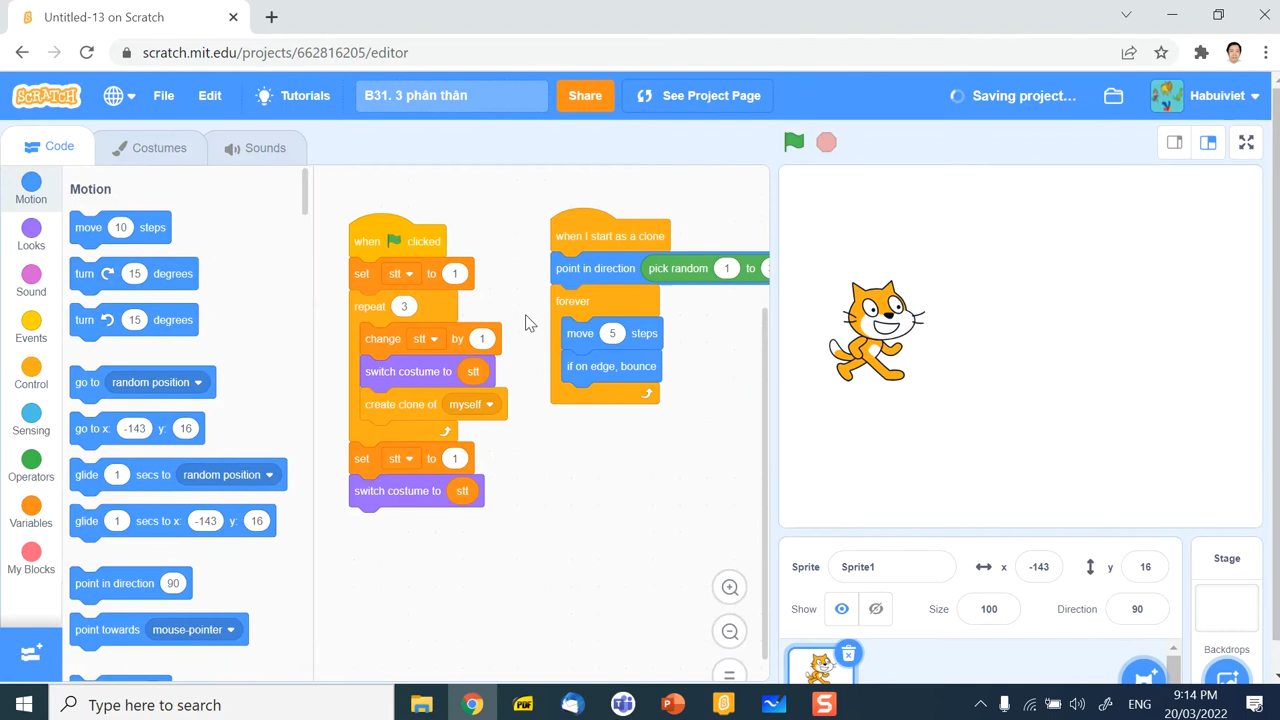 Untitled-13 on Scratch
scratch.mit.edu/projects/662816205/editor
SCRATCH
File
Edit
Tutorials
B31. 3 phân thân
Share
See Project Page
Saving project...
Habuiviet
Code
Costumes
Sounds
Motion
Looks
Sound
Events
Control
Sensing
Operators
Variables
My Blocks
Motion
move 10 steps
turn 15 degrees
turn 15 degrees
go to random position
go to x: -143 y: 16
glide 1 secs to random position
glide 1 secs to x: -143 y: 16
point in direction 90
point towards mouse-pointer
when clicked
set stt to 1
repeat 3
change stt by 1
switch costume to stt
create clone of myself
set stt to 1
switch costume to stt
when I start as a clone
point in direction pick random 1 to
forever
move 5 steps
if on edge, bounce
Sprite Sprite1 x -143 y 16
Show Size 100 Direction 90
Stage
Backdrops
Type here to search
PDF
ENG
9:14 PM
20/03/2022